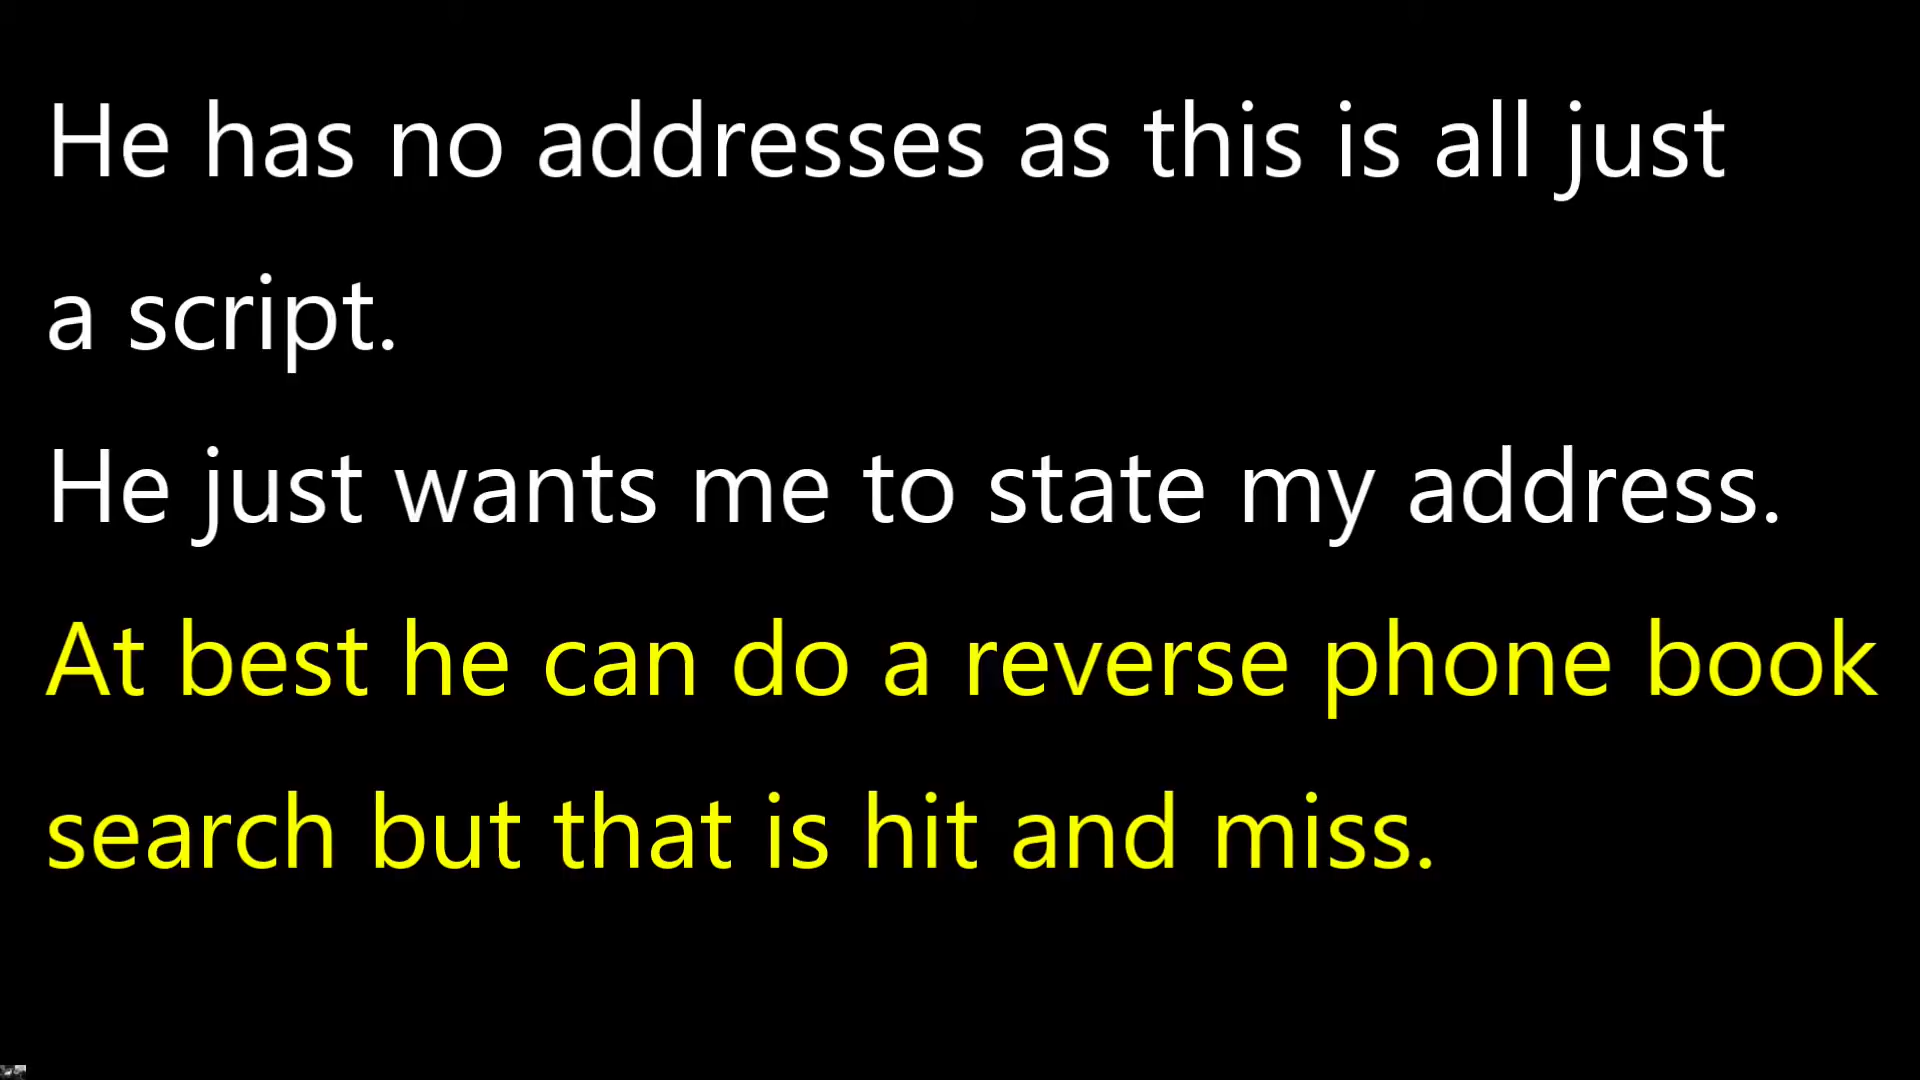 He has no addresses as this is all just
a script.
He just wants me to state my address.
At best he can do a reverse phone book
search but that is hit and miss.